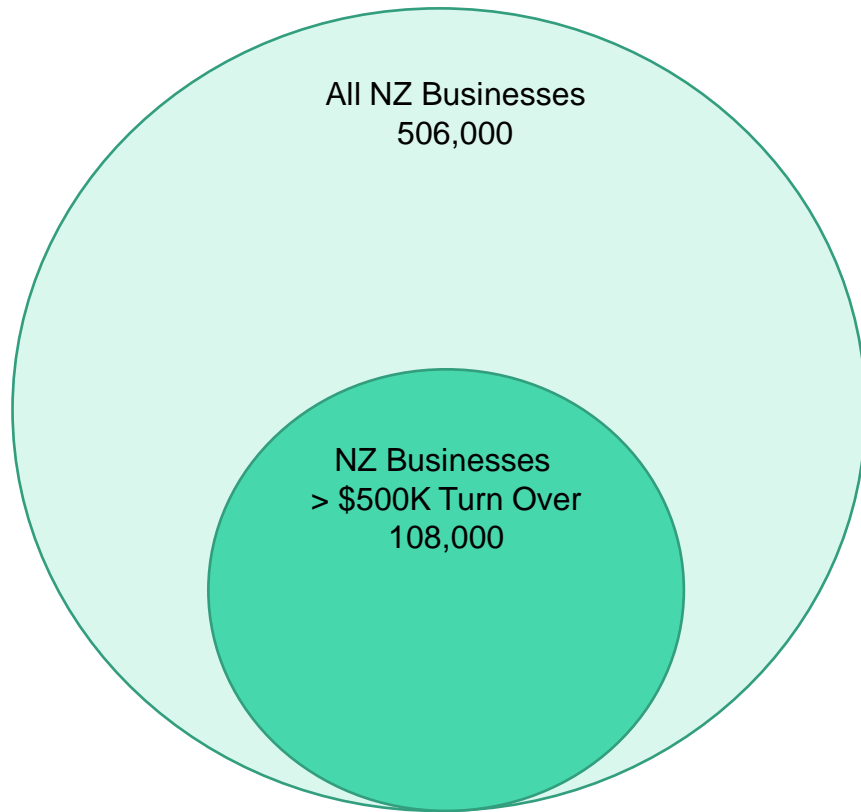 All NZ Businesses
506,000
NZ Businesses
> $500K Turn Over
108,000